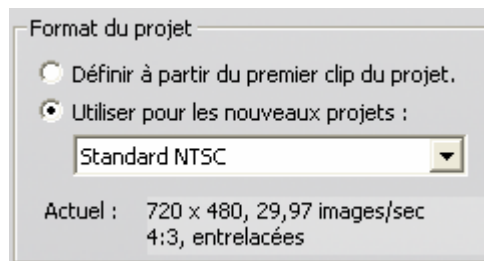 Format du projet
Définir à partir du premier clip du projet.
Utiliser pour les nouveaux projets :
Standard NTSC
Actuel : 720 x 480, 29,97 images/sec
4:3, entrelacées